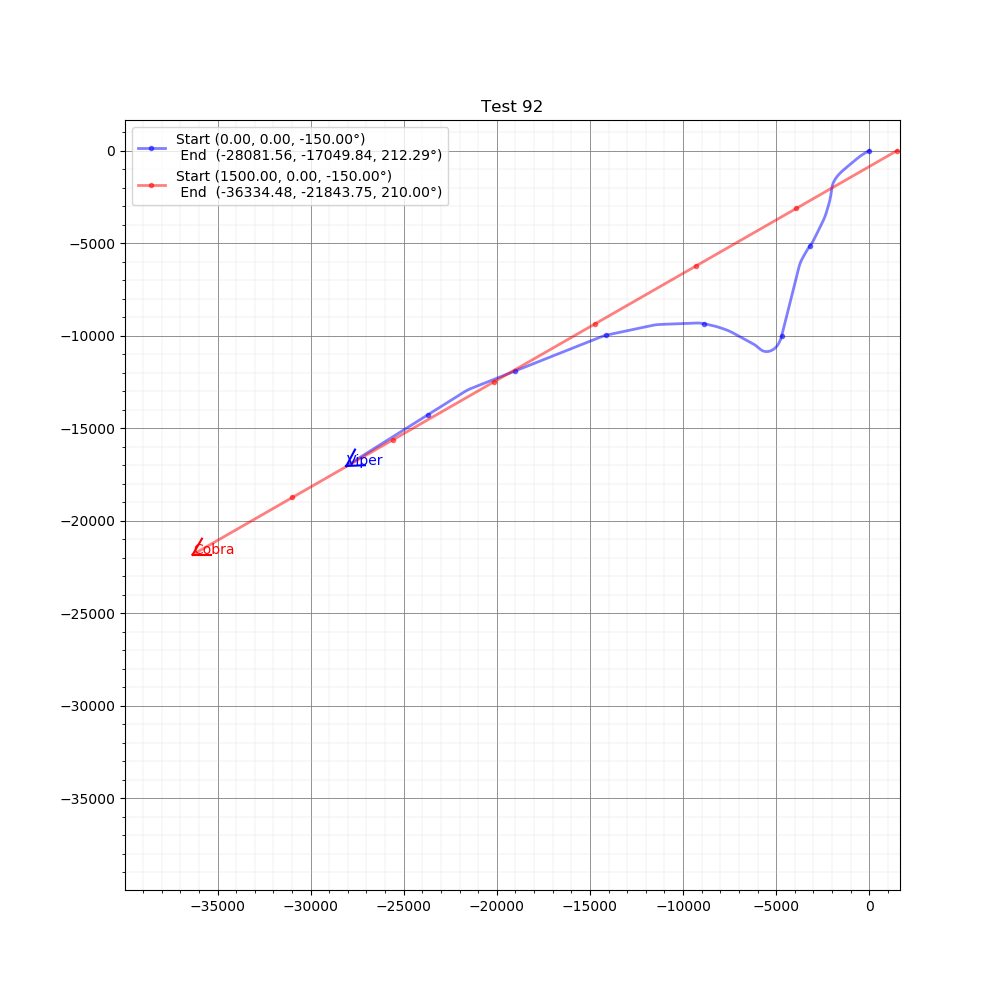 Test 92
Start (0.00, 0.00, -150.00°)
End (-28081.56, -17049.84, 212.29°)
Start (1500.00, 0.00, -150.00°)
End (-36334.48, -21843.75, 210.00°)
0
−5000
−10000
−15000
−20000
−25000
−30000
−35000
Viper
Cobra
−35000 −30000 −25000 −20000 −15000 −10000 −5000 0